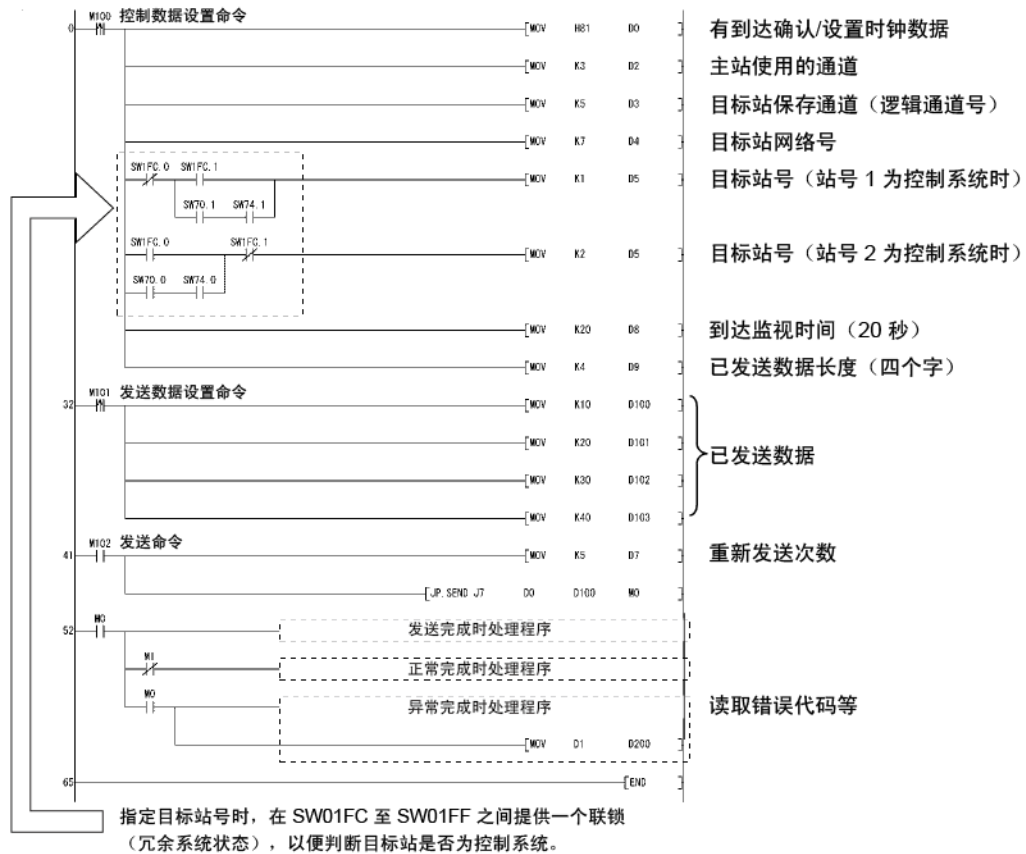 M100 控制数据设置命令
0 [MOV H81 D0 ] 有到达确认/设置时钟数据
[MOV K3 D2 ] 主站使用的通道
[MOV K5 D3 ] 目标站保存通道（逻辑通道号）
[MOV K7 D4 ] 目标站网络号
SW1FC.0 SW1FC.1
[MOV K1 D5 ] 目标站号（站号 1 为控制系统时）
SW70.1 SW74.1
SW1FC.0 SW1FC.1
[MOV K2 D5 ] 目标站号（站号 2 为控制系统时）
SW70.0 SW74.0
[MOV K20 D8 ] 到达监视时间（20 秒）
[MOV K4 D9 ] 已发送数据长度（四个字）
M101 发送数据设置命令
32 [MOV K10 D100 ]
[MOV K20 D101 ]
已发送数据
[MOV K30 D102 ]
[MOV K40 D103 ]
M102 发送命令
41 [MOV K5 D7 ] 重新发送次数
[JP.SEND J7 D0 D100 M0 ]
M0
52 发送完成时处理程序
M1
正常完成时处理程序
M0
异常完成时处理程序 读取错误代码等
[MOV D1 D200 ]
65 [END ]
指定目标站号时，在 SW01FC 至 SW01FF 之间提供一个联锁
（冗余系统状态），以便判断目标站是否为控制系统。